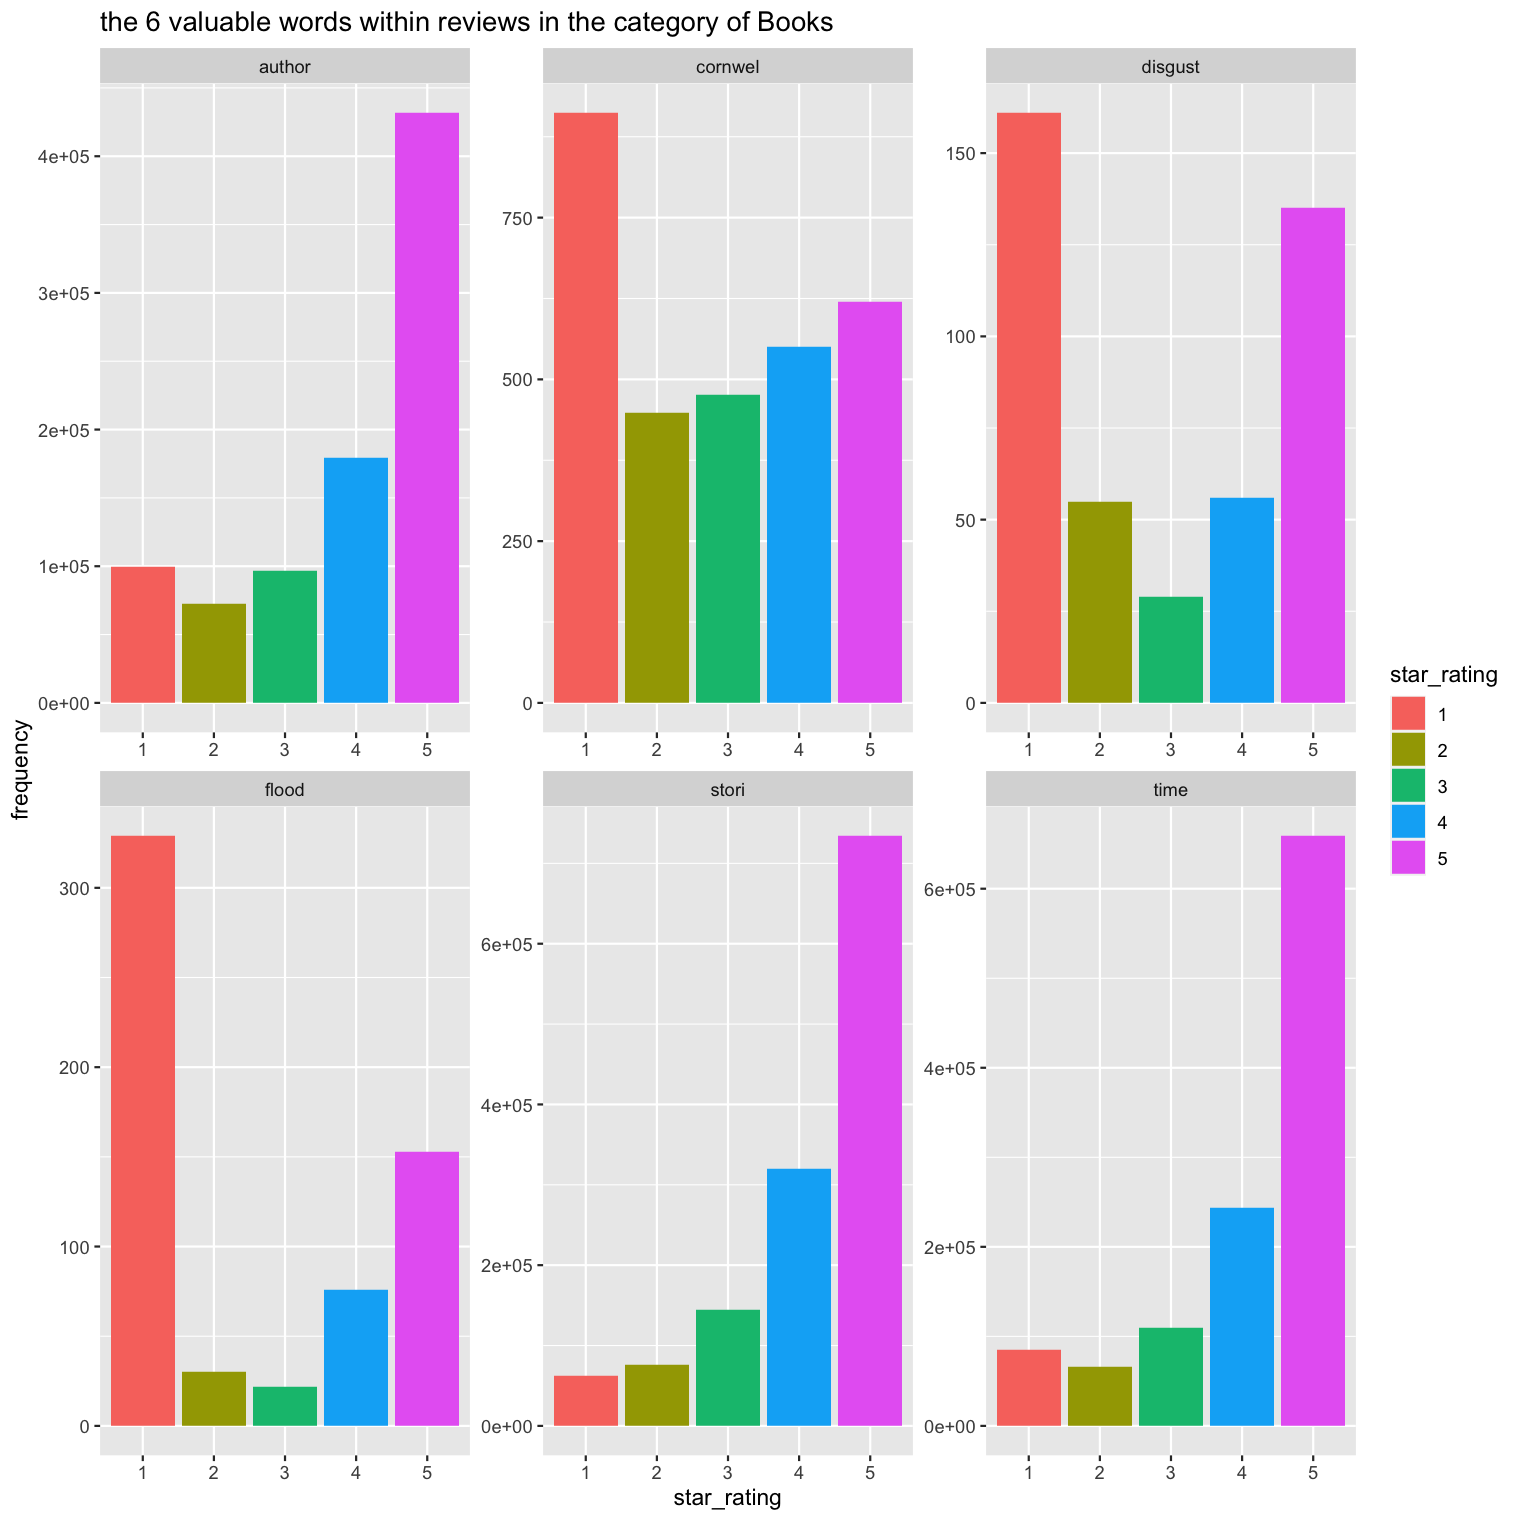 the 6 valuable words within reviews in the category of Books
author
cornwel
disgust
4e+05
3e+05
2e+05
1e+05
0e+00
750
500
250
0
150
100
50
0
1 2 3 4 5
1 2 3 4 5
1 2 3 4 5
flood
stori
time
300
200
100
0
6e+05
4e+05
2e+05
0e+00
6e+05
4e+05
2e+05
0e+00
1 2 3 4 5
1 2 3 4 5
1 2 3 4 5
frequency
star_rating
star_rating
1
2
3
4
5